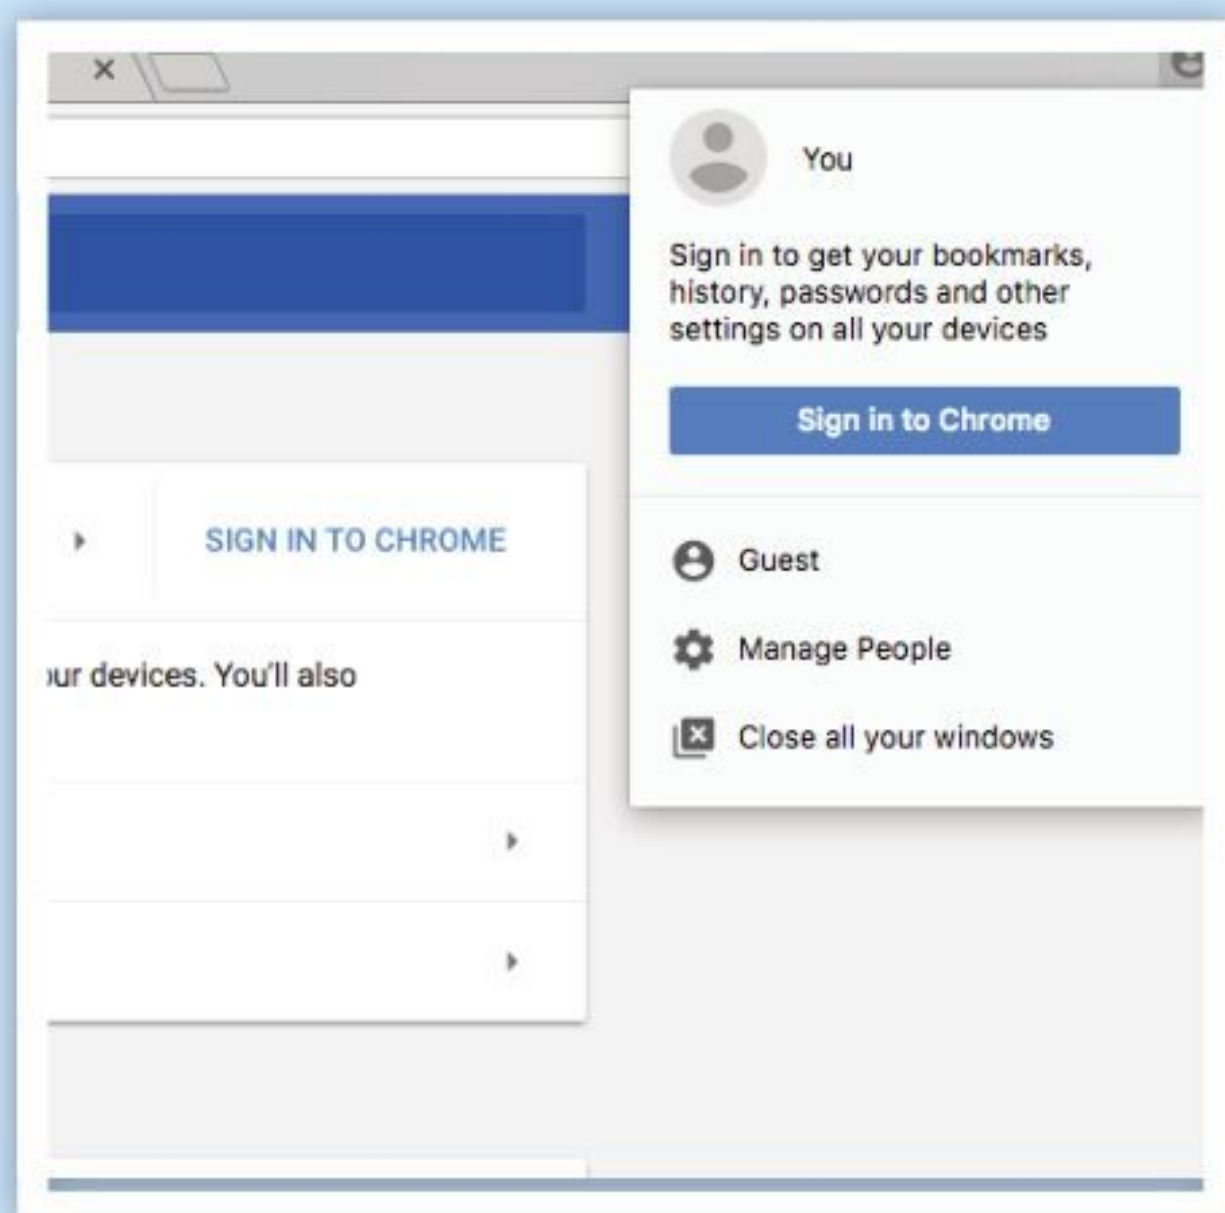 You
Sign in to get your bookmarks,
history, passwords and other
settings on all your devices
Sign in to Chrome
SIGN IN TO CHROME
Guest
Manage People
ur devices. You'll also
Close all your windows